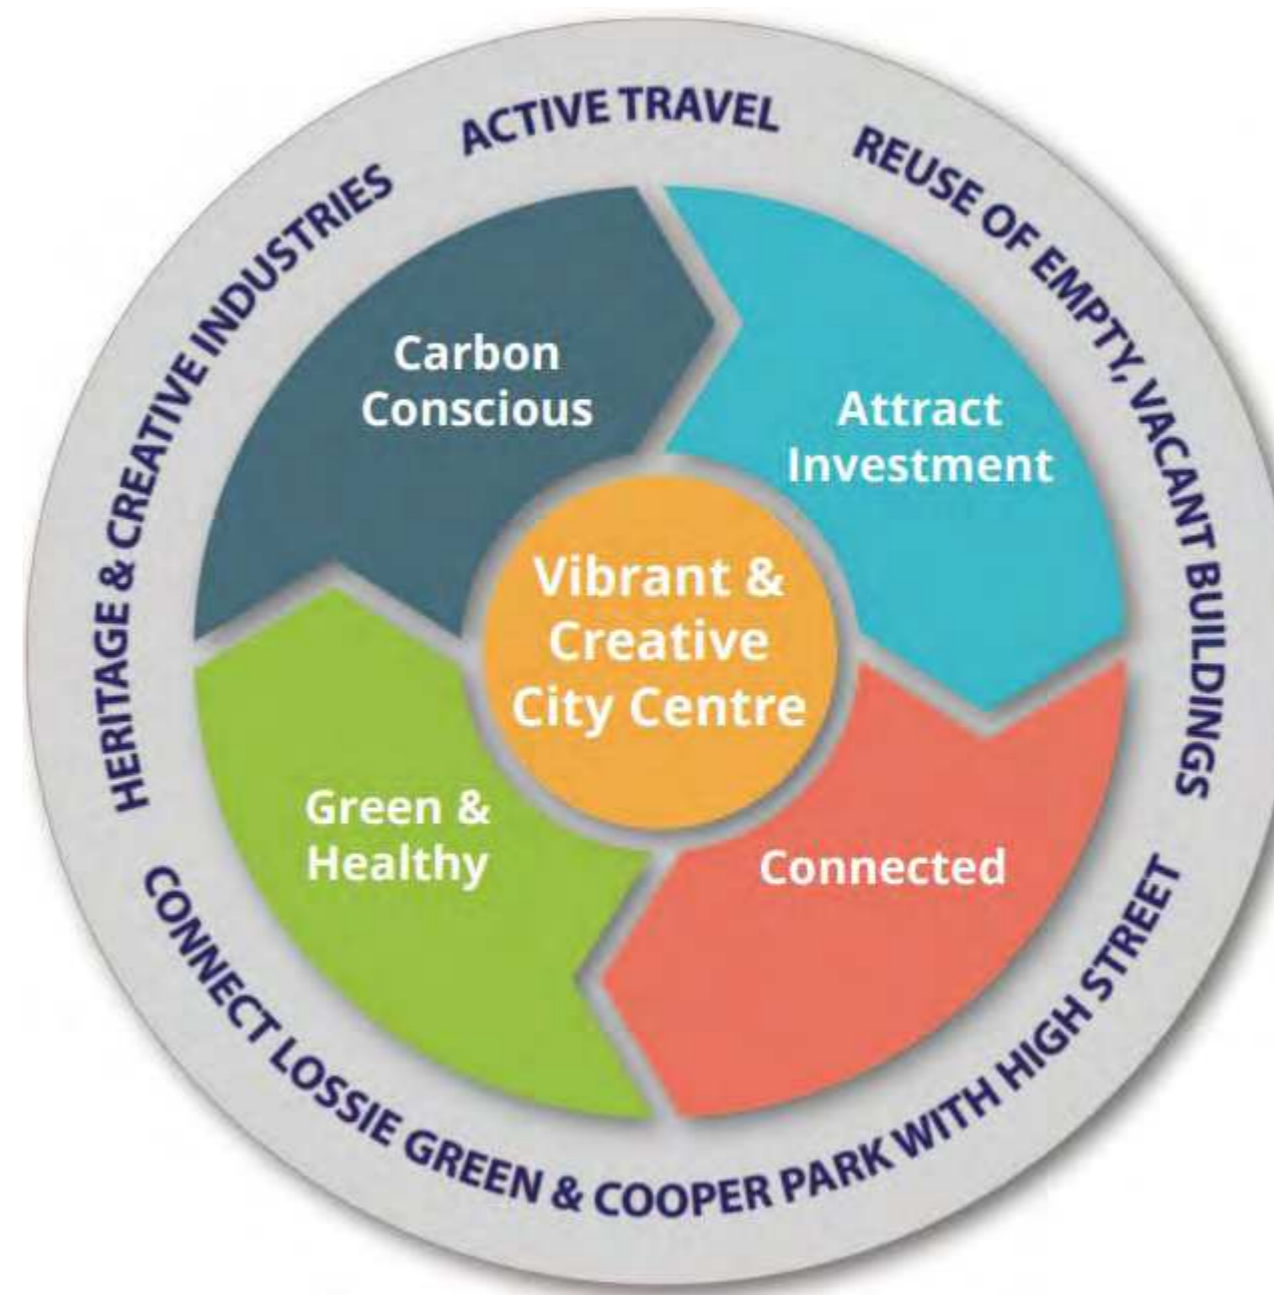 ACTIVE TRAVEL
REUSE OF EMPTY, VACANT BUILDINGS
CONNECT LOSSIE GREEN & COOPER PARK WITH HIGH STREET
HERITAGE & CREATIVE INDUSTRIES
Carbon
Conscious
Attract
Investment
Vibrant &
Creative
City Centre
Green &
Healthy
Connected